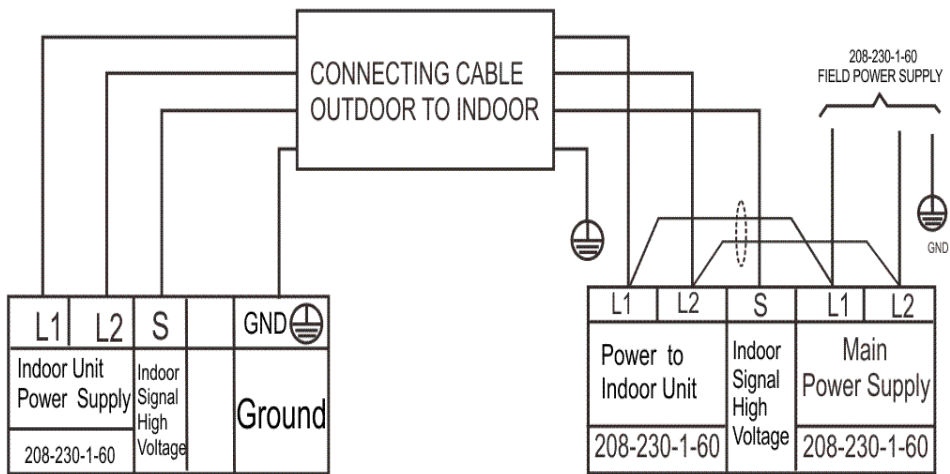 CONNECTING CABLE
OUTDOOR TO INDOOR
208-230-1-60
FIELD POWER SUPPLY
GND
L1 L2 S GND
Indoor Unit
Power Supply
208-230-1-60
Indoor
Signal
High
Voltage
Ground
L1 L2 S L1 L2
Power to
Indoor Unit
208-230-1-60
Indoor
Signal
High
Voltage
Main
Power Supply
208-230-1-60